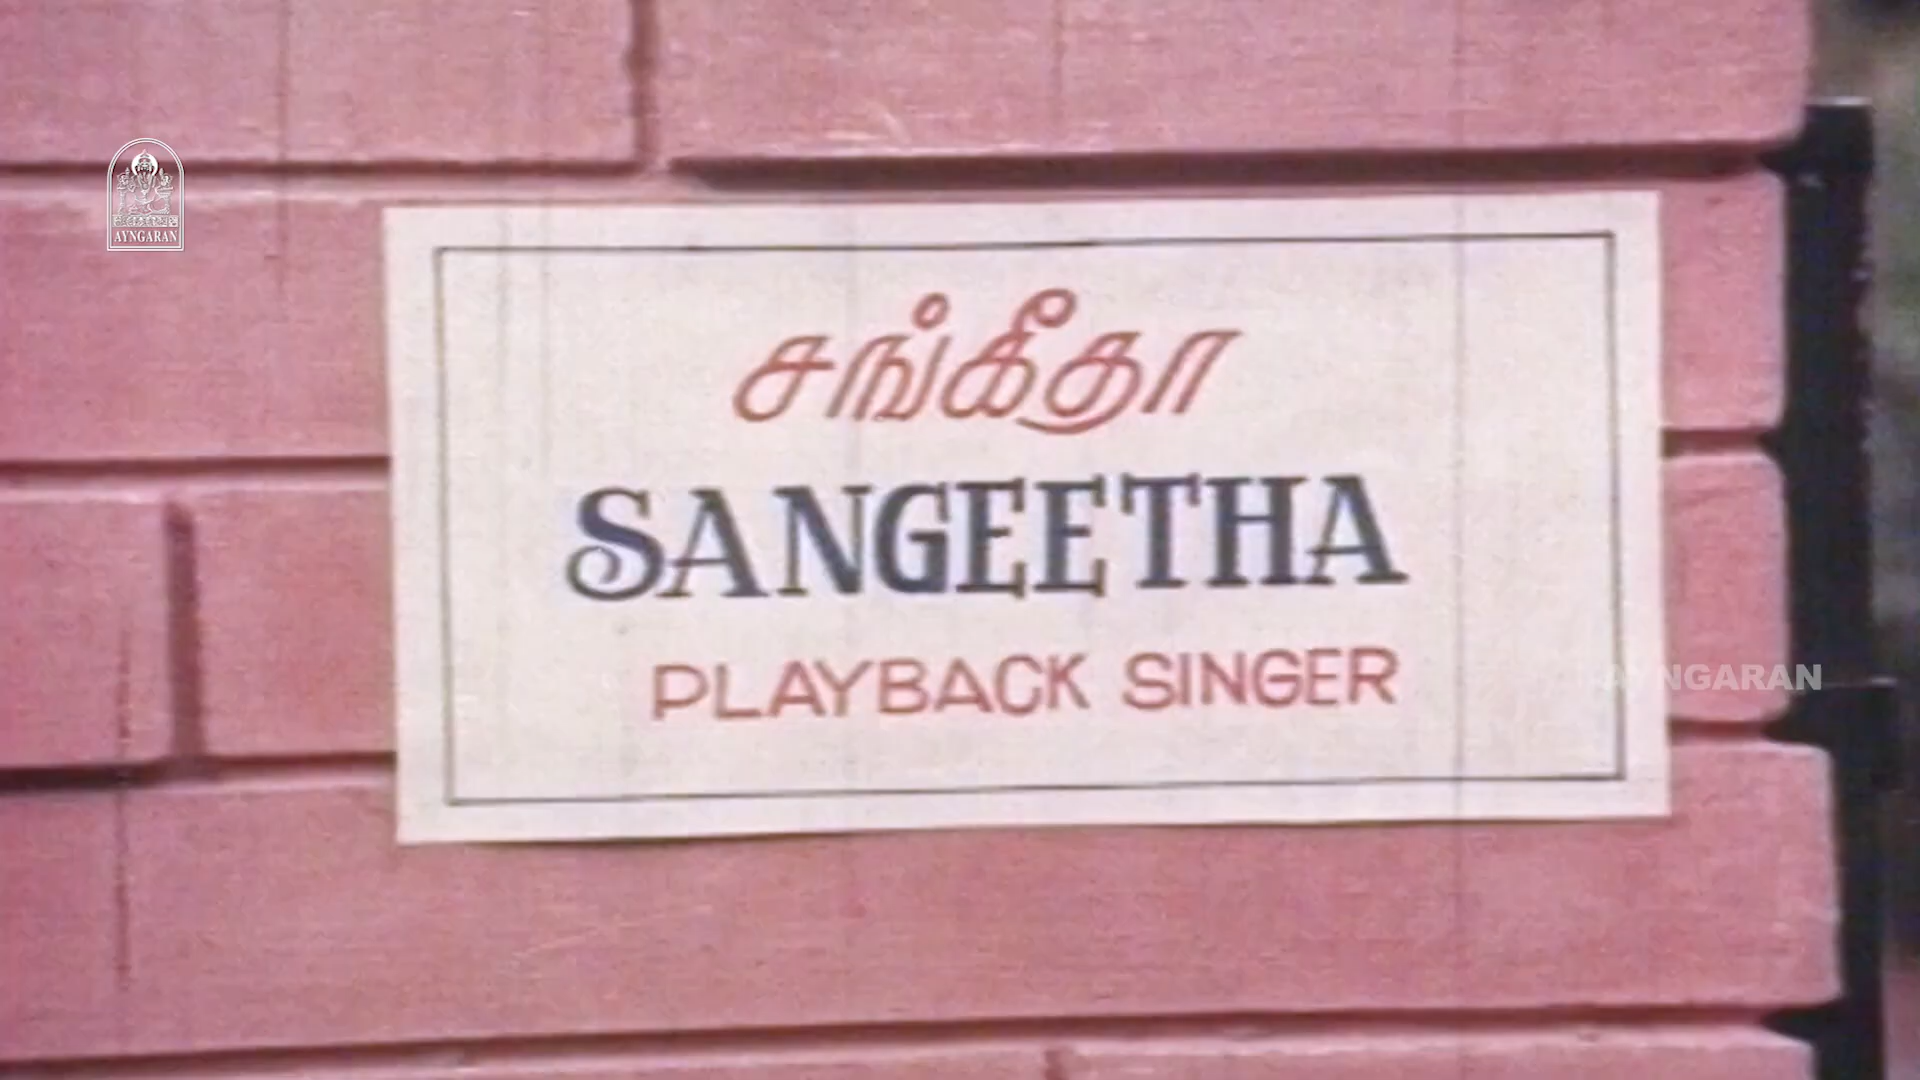 AYNGARAN
சங்கீதா
SANGEETHA
PLAYBACK SINGER
AYNGARAN